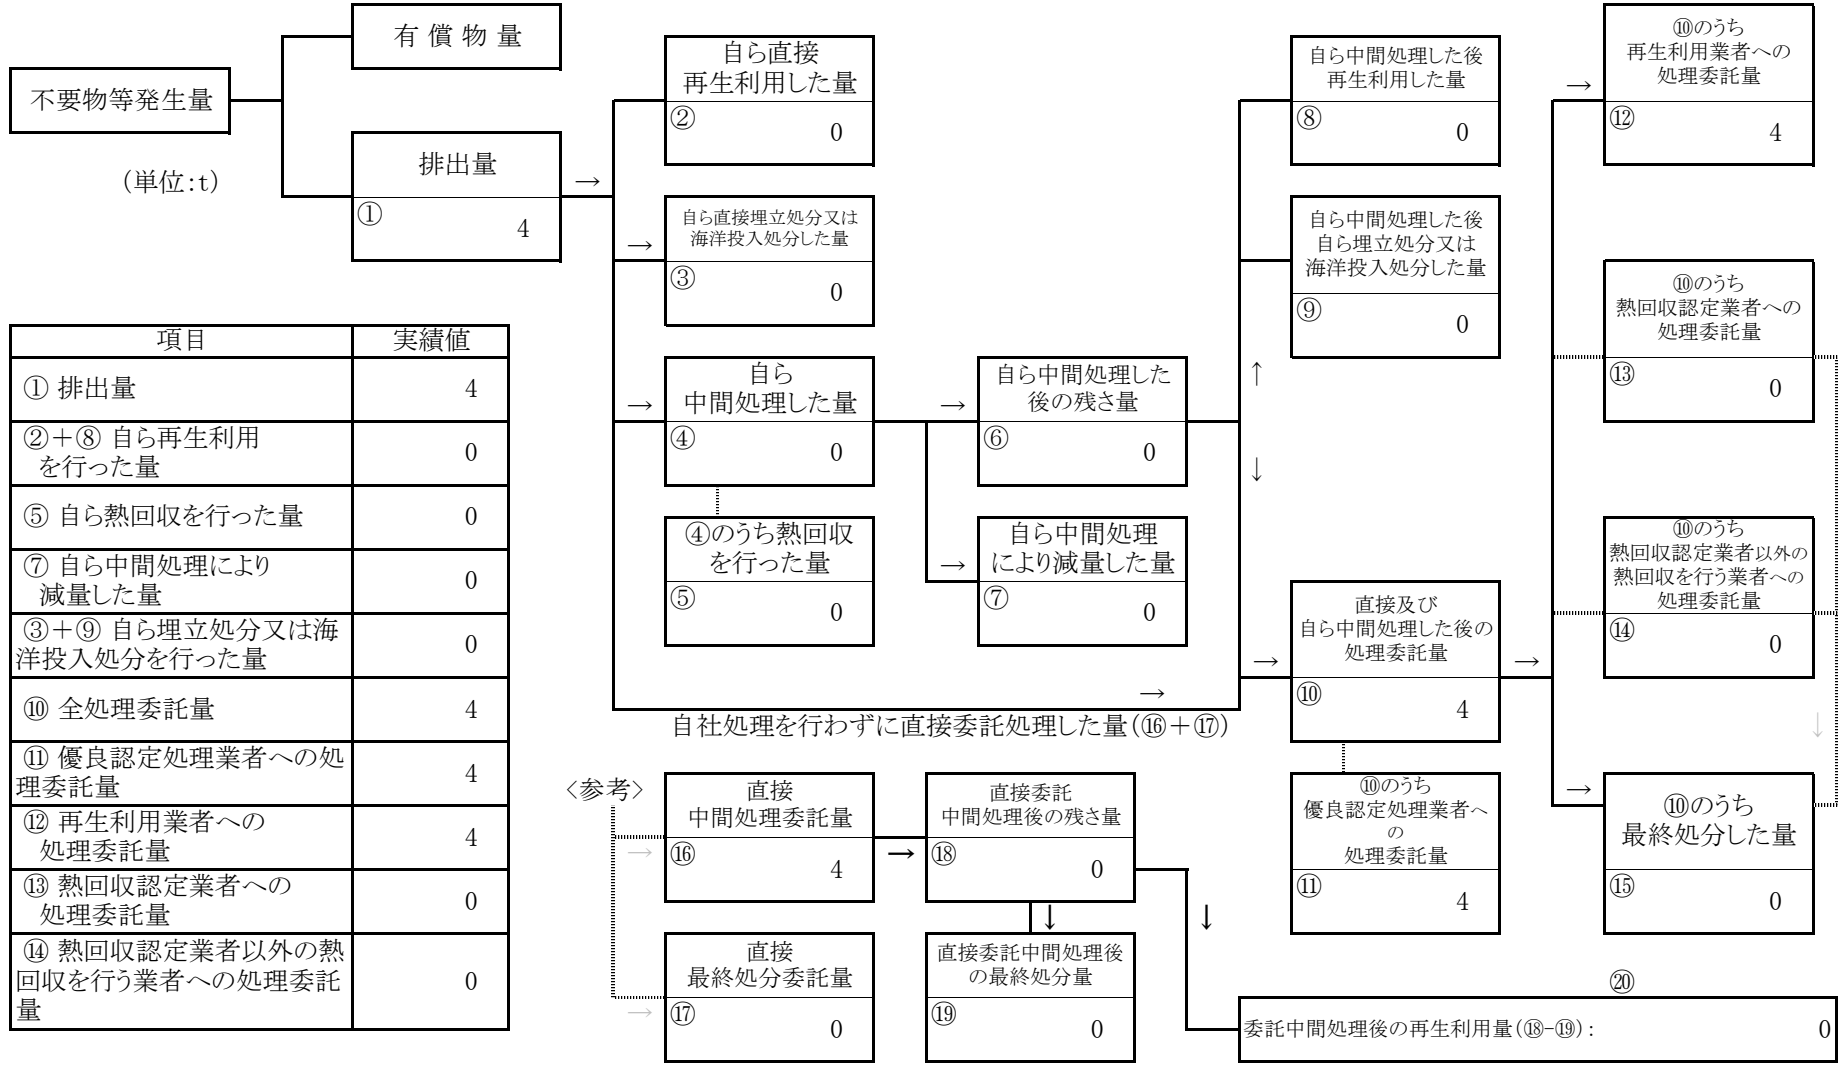 不要物等発生量
(単位:t)
有償物量
排出量
①
4
→
自ら直接
再生利用した量
②
0
→
自ら直接埋立処分又は
海洋投入処分した量
③
0
→
自ら
中間処理した量
④
0
④のうち熱回収
を行った量
⑤
0
→
自ら中間処理した
後の残さ量
⑥
0
→
自ら中間処理
により減量した量
⑦
0
→
自社処理を行わずに直接委託処理した量(⑯+⑰)
自ら中間処理した後
再生利用した量
⑧
0
自ら中間処理した後
自ら埋立処分又は
海洋投入処分した量
⑨
0
↑
↓
→
直接及び
自ら中間処理した後の
処理委託量
⑩
4
⑩のうち
優良認定処理業者へ
の
処理委託量
⑪
4
→
→
⑩のうち
再生利用業者への
処理委託量
⑫
4
⑩のうち
熱回収認定業者への
処理委託量
⑬
0
⑩のうち
熱回収認定業者以外の
熱回収を行う業者への
処理委託量
⑭
0
↓
→
⑩のうち
最終処分した量
⑮
0
項目 実績値
① 排出量 4
②+⑧ 自ら再生利用
を行った量 0
⑤ 自ら熱回収を行った量 0
⑦ 自ら中間処理により
減量した量 0
③+⑨ 自ら埋立処分又は海
洋投入処分を行った量 0
⑩ 全処理委託量 4
⑪ 優良認定処理業者への処
理委託量 4
⑫ 再生利用業者への
処理委託量 4
⑬ 熱回収認定業者への
処理委託量 0
⑭ 熱回収認定業者以外の熱
回収を行う業者への処理委託
量 0
<参考>
→
直接
中間処理委託量
⑯
4
→
直接
最終処分委託量
⑰
0
→
直接委託
中間処理後の残さ量
⑱
0
↓
直接委託中間処理後
の最終処分量
⑲
0
↓
⑳
委託中間処理後の再生利用量(⑱-⑲): 0